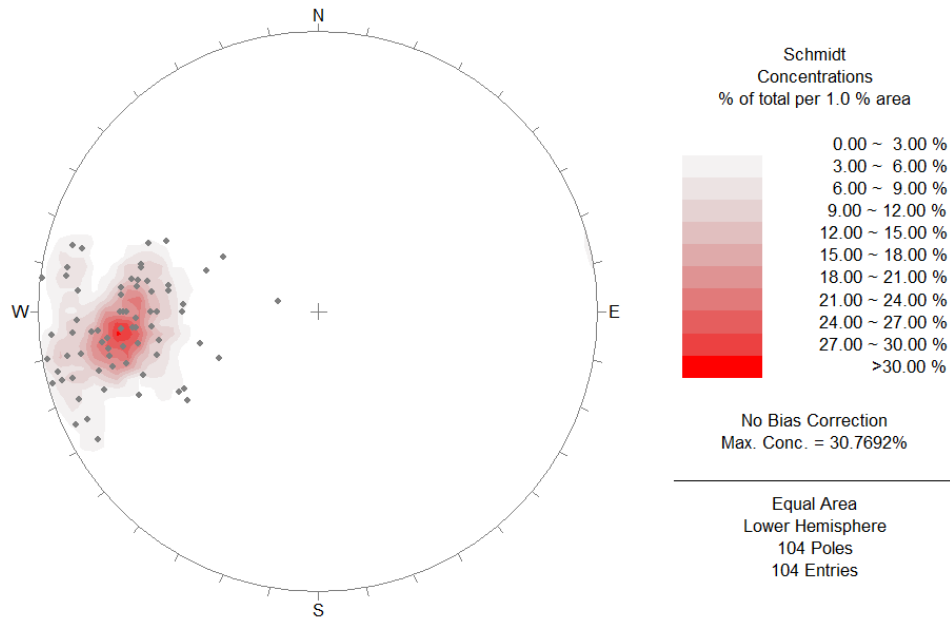 N
W
E
S
Schmidt
Concentrations
% of total per 1.0 % area
0.00 ~ 3.00 %
3.00 ~ 6.00 %
6.00 ~ 9.00 %
9.00 ~ 12.00 %
12.00 ~ 15.00 %
15.00 ~ 18.00 %
18.00 ~ 21.00 %
21.00 ~ 24.00 %
24.00 ~ 27.00 %
27.00 ~ 30.00 %
>30.00 %
No Bias Correction
Max. Conc. = 30.7692%
Equal Area
Lower Hemisphere
104 Poles
104 Entries